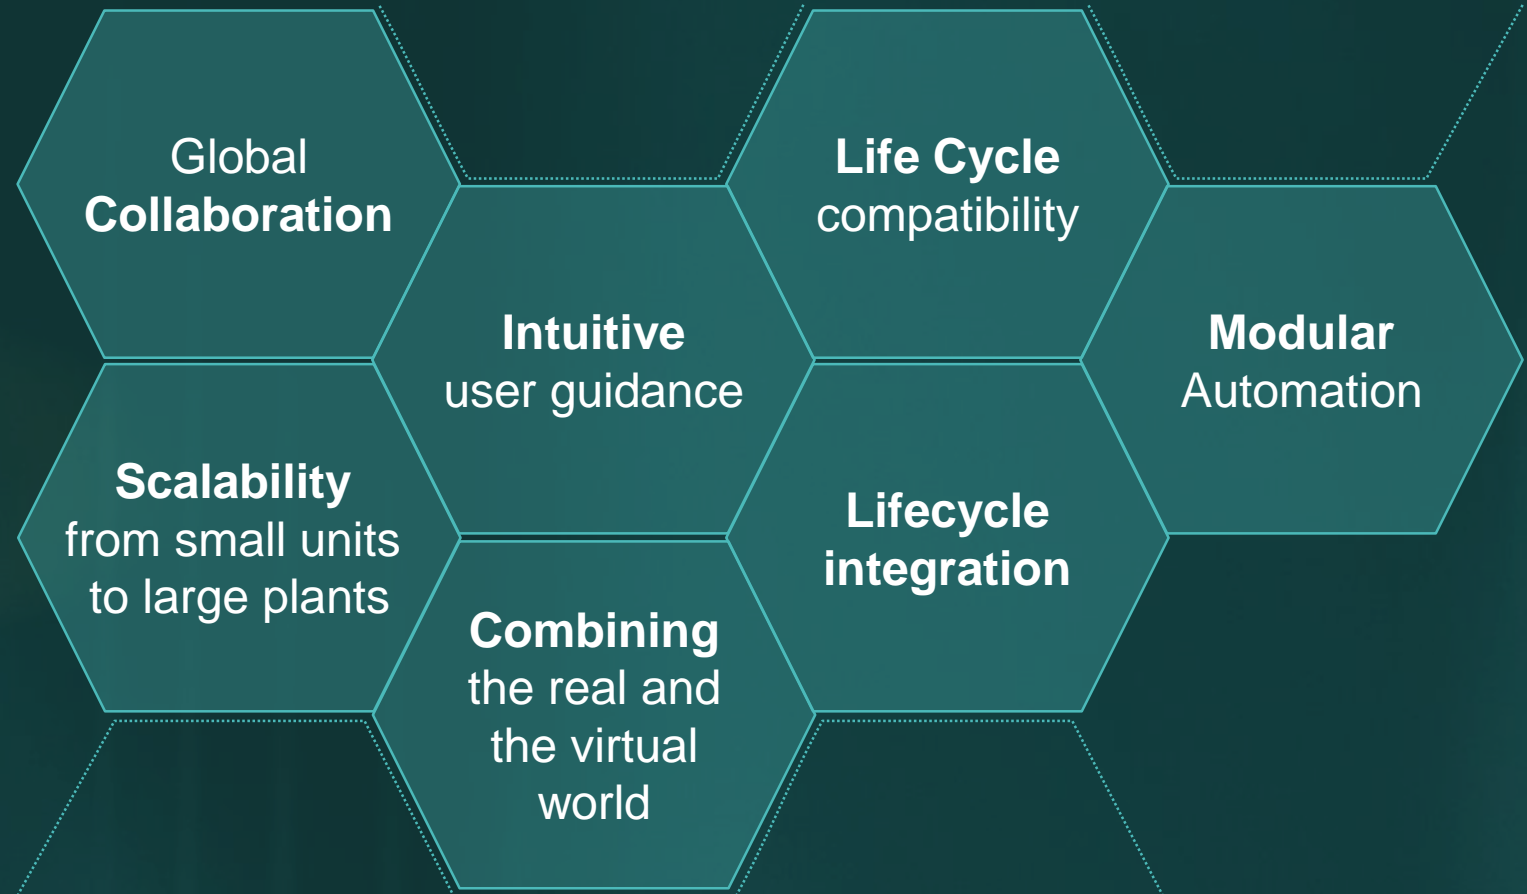 Global
Collaboration
Life Cycle
compatibility
Intuitive
user guidance
Modular
Automation
Scalability
from small units
to large plants
Lifecycle
integration
Combining
the real and
the virtual
world